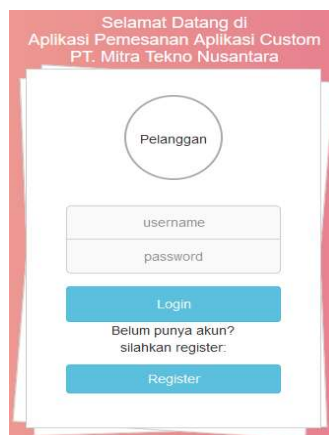 Selamat Datang di
Aplikasi Pemesanan Aplikasi Custom
PT. Mitra Tekno Nusantara
Pelanggan
username
password
Login
Belum punya akun?
silahkan register:
Register